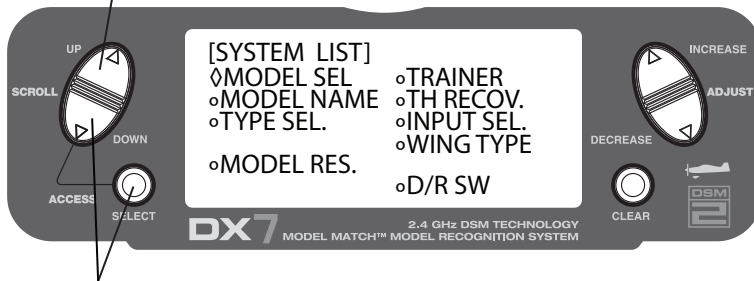 UP
SCROLL
DOWN
ACCESS
SELECT
[SYSTEM LIST]
◊MODEL SEL
∘MODEL NAME
∘TYPE SEL.
∘MODEL RES.
∘TRAINER
∘TH RECOV.
∘INPUT SEL.
∘WING TYPE
∘D/R SW
DX7
2.4 GHz DSM TECHNOLOGY
MODEL MATCH™ MODEL RECOGNITION SYSTEM
INCREASE
ADJUST
DECREASE
CLEAR
DSM
2